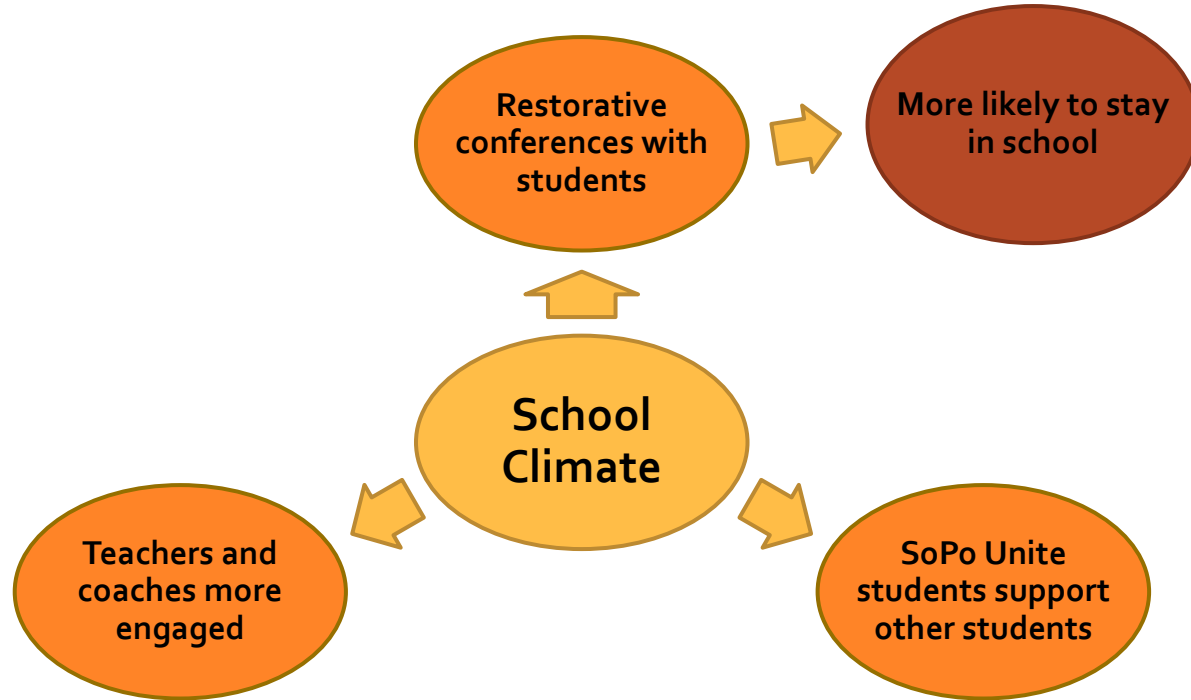 Restorative
conferences with
students
More likely to stay
in school
School
Climate
Teachers and
coaches more
engaged
SoPo Unite
students support
other students